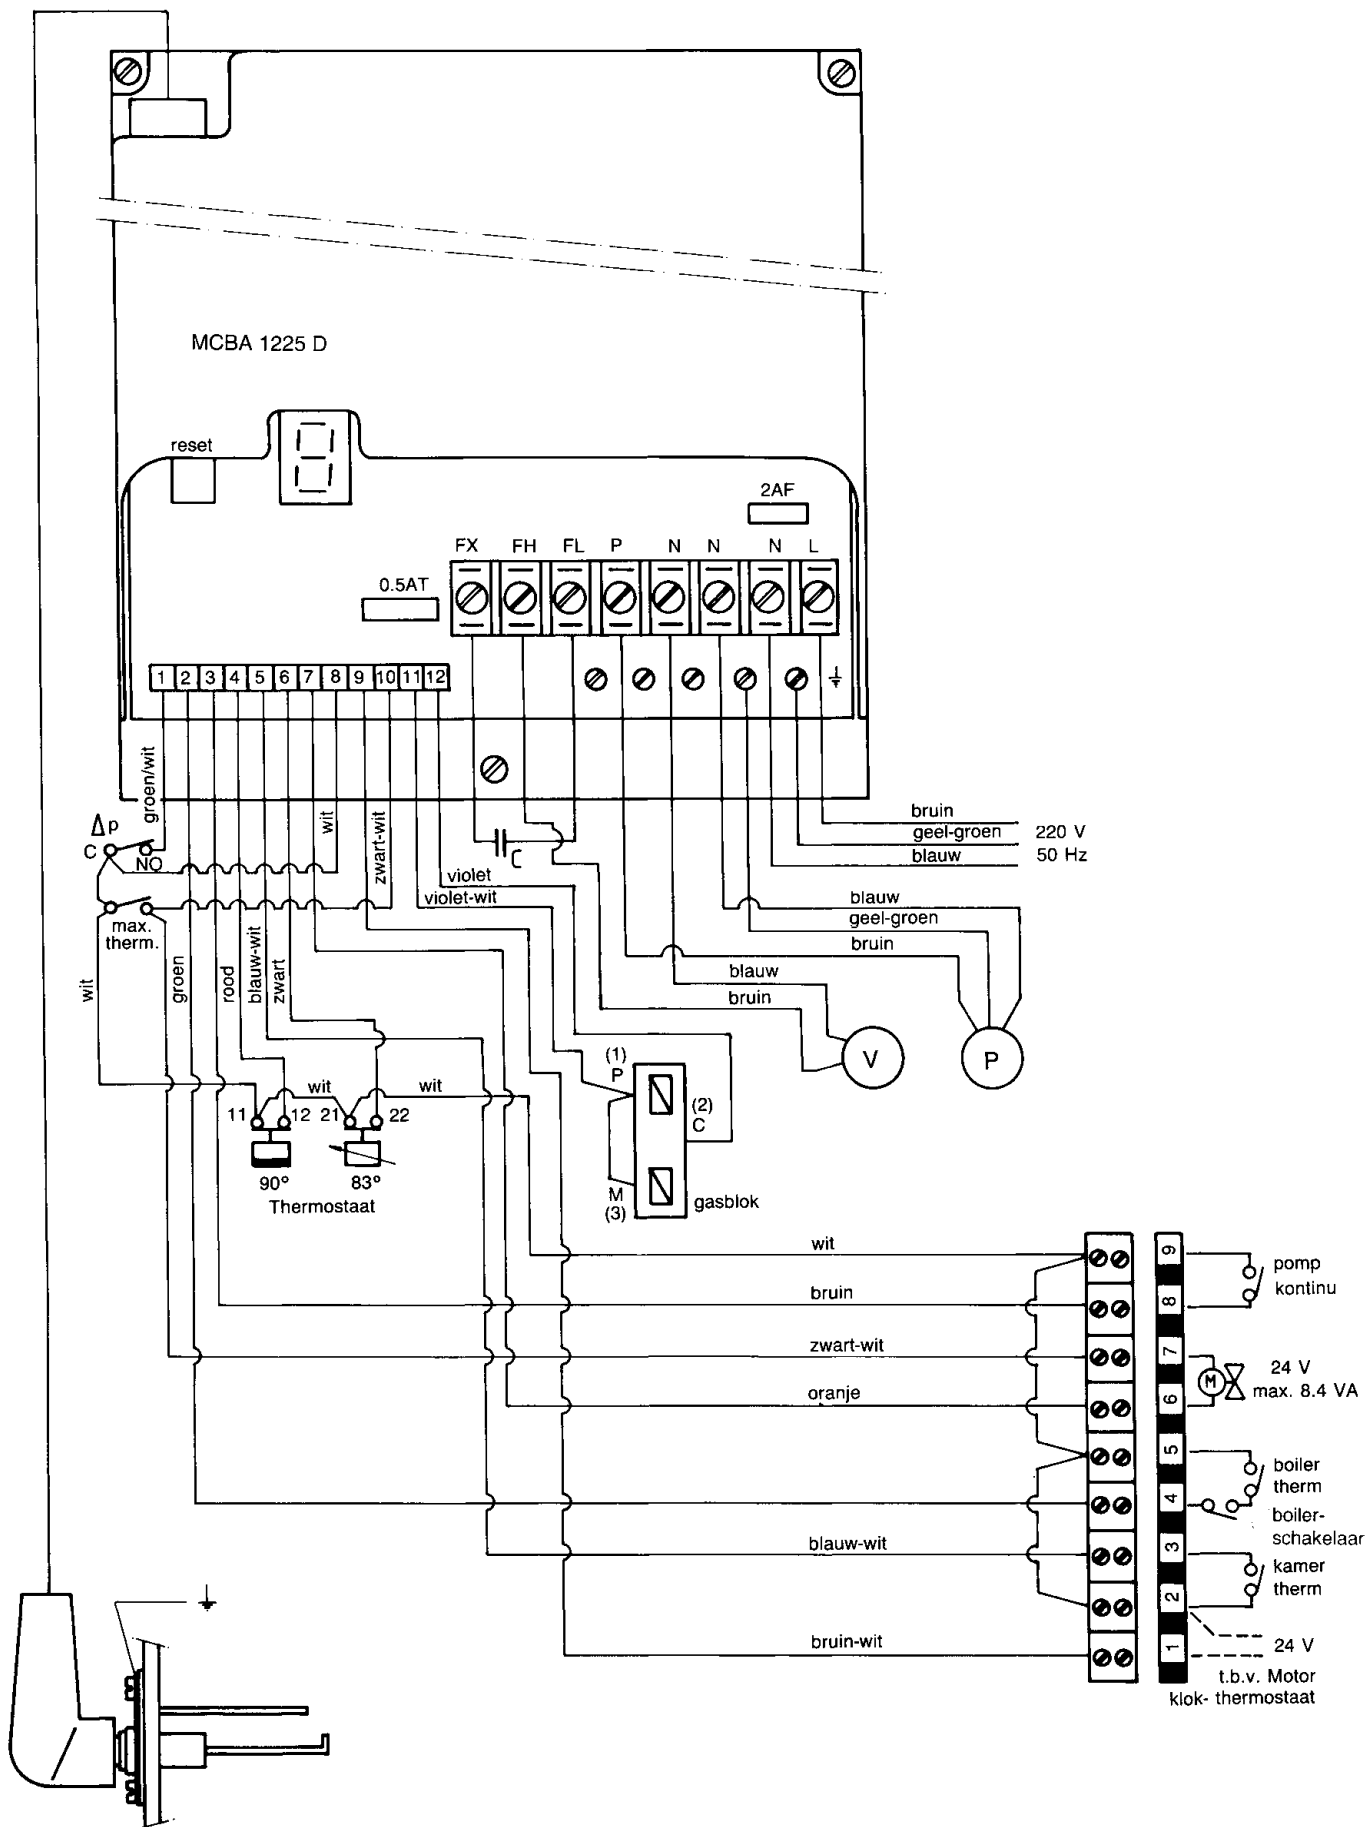 MCBA 1225 D
reset
2AF
FX FH FL P N N N L
0.5AT
1 2 3 4 5 6 7 8 9 10 11 12
groen/wit
wit
zwart-wit
Δp
C
NO
C
bruin
geel-groen
blauw
220 V
50 Hz
violet
violet-wit
max.
therm.
blauw
geel-groen
bruin
wit
groen
rood
blauw-wit
zwart
blauw
bruin
V
P
(1)
P
(2)
C
M
(3)
gasblok
wit
wit
11 12 21 22
90°
83°
Thermostaat
wit
bruin
zwart-wit
oranje
blauw-wit
bruin-wit
9
8
7
6
5
4
3
2
1
pomp
kontinu
M
24 V
max. 8.4 VA
boiler
therm
boiler-
schakelaar
kamer
therm
24 V
t.b.v. Motor
klok- thermostaat